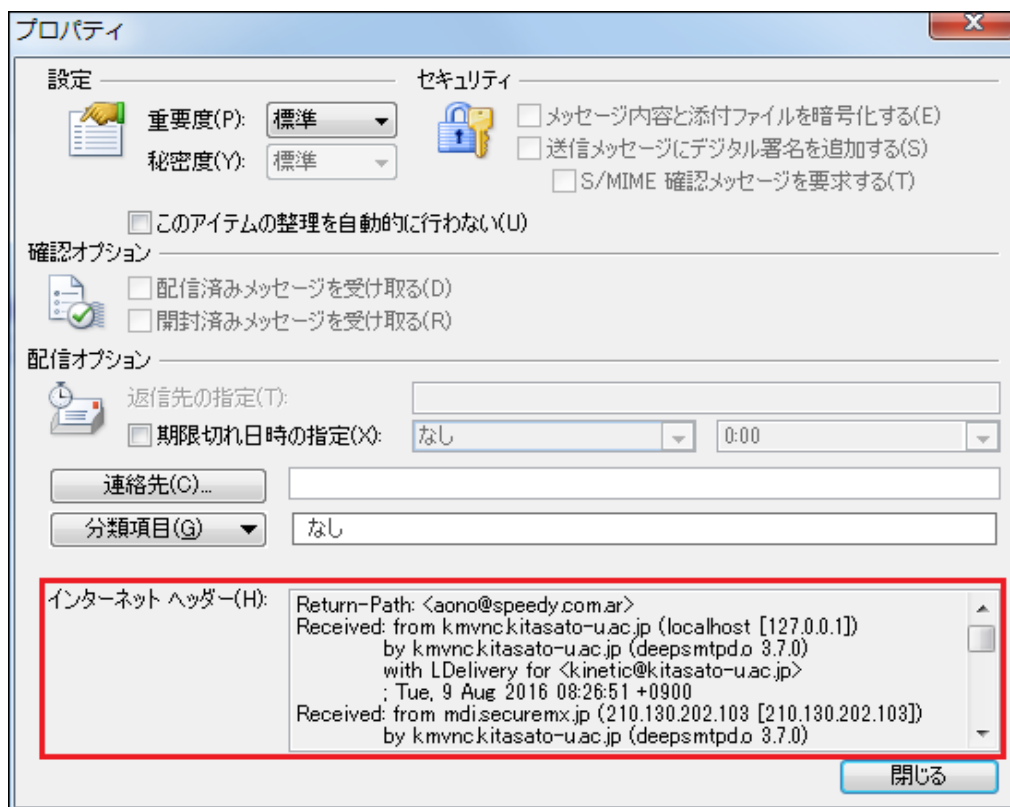 プロパティ
設定
セキュリティ
重要度(P): 標準
メッセージ内容と添付ファイルを暗号化する(E)
秘密度(Y): 標準
送信メッセージにデジタル署名を追加する(S)
S/MIME 確認メッセージを要求する(T)
このアイテムの整理を自動的に行わない(U)
確認オプション
配信済みメッセージを受け取る(D)
開封済みメッセージを受け取る(R)
配信オプション
返信先の指定(T):
期限切れ日時の指定(X): なし 0:00
連絡先(C)...
分類項目(G) なし
インターネット ヘッダー(H):
Return-Path: <aono@speedy.com.ar>
Received: from kmvnc.kitasato-u.ac.jp (localhost [127.0.0.1])
by kmvnc.kitasato-u.ac.jp (deepsmtpd.o 3.7.0)
with LDelivery for <kinetic@kitasato-u.ac.jp>
; Tue, 9 Aug 2016 08:26:51 +0900
Received: from mdi.securemx.jp (210.130.202.103 [210.130.202.103])
by kmvnc.kitasato-u.ac.jp (deepsmtpd.o 3.7.0)
閉じる